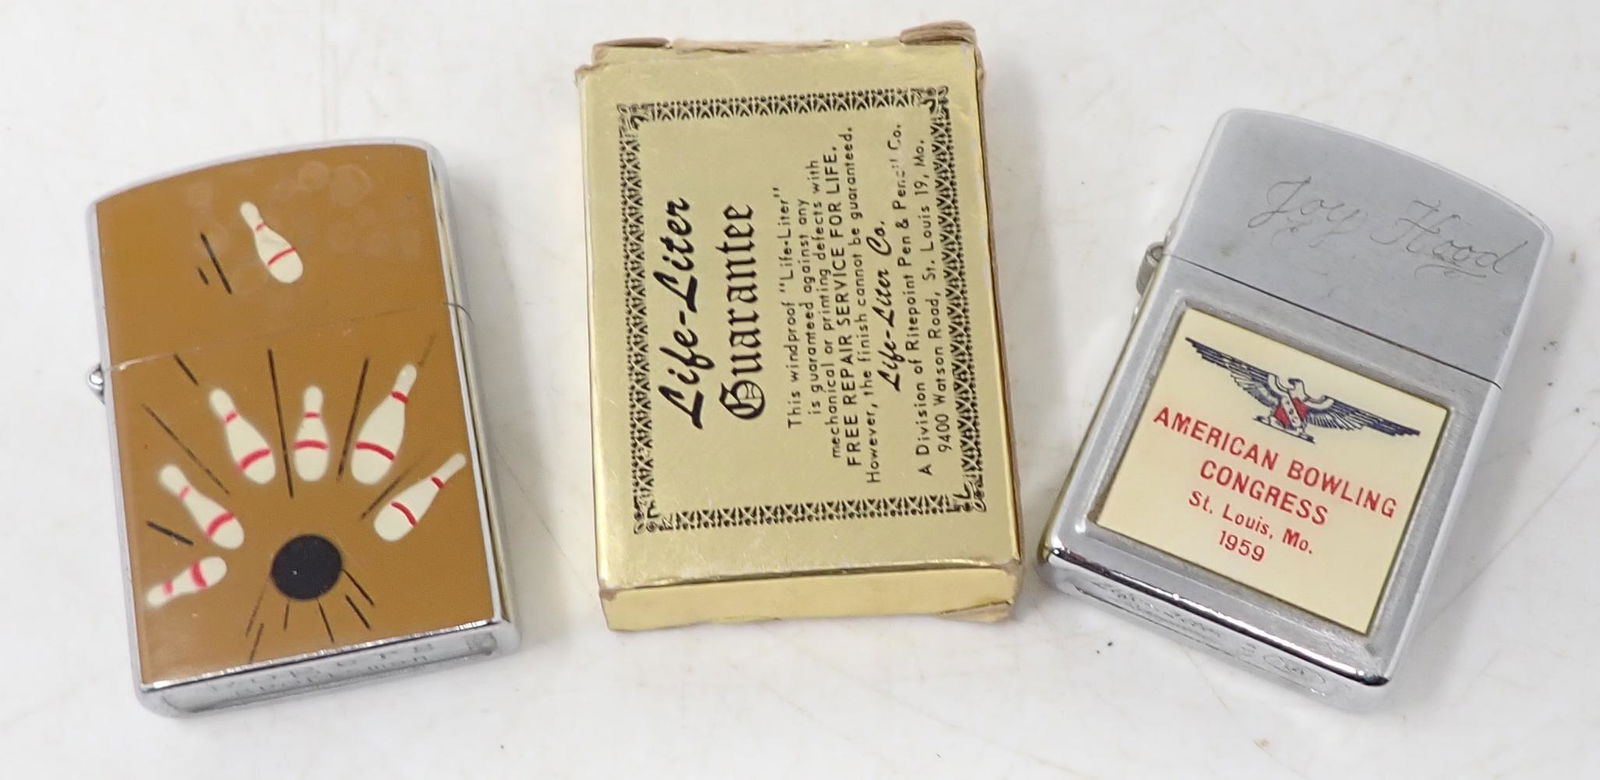 Life-Liter
Guarantee
This windproof "Life-Liter"
is guaranteed against any
mechanical or printing defects with
FREE REPAIR SERVICE FOR LIFE.
However, the finish cannot be guaranteed.
Life-Liter Co.
A Division of Ritepoint Pen & Pencil Co.
9400 Watson Road, St. Louis 19, Mo.
Joy Hood
AMERICAN BOWLING
CONGRESS
St. Louis, Mo.
1959